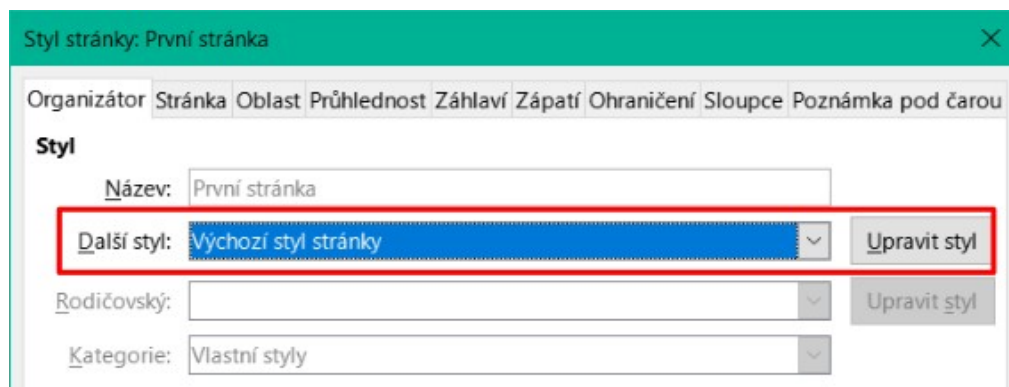 Styl stránky: První stránka
Organizátor Stránka Oblast Průhlednost Záhlaví Zápatí Ohraničení Sloupce Poznámka pod čarou
Styl
Název: První stránka
Další styl: Výchozí styl stránky Upravit styl
Rodičovský: Upravit styl
Kategorie: Vlastní styly